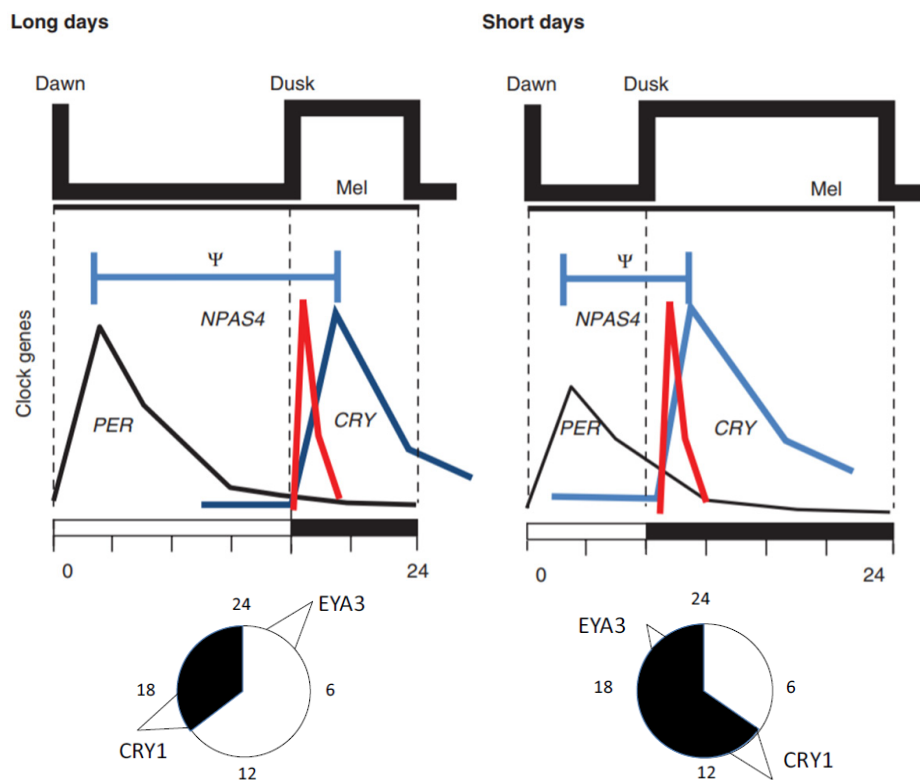 Long days
Short days
Dawn
Dusk
Dawn
Dusk
Mel
Mel
Ψ
Ψ
NPAS4
NPAS4
Clock genes
PER
CRY
PER
CRY
0
24
0
24
24
EYA3
18
6
CRY1
12
24
EYA3
18
6
12
CRY1